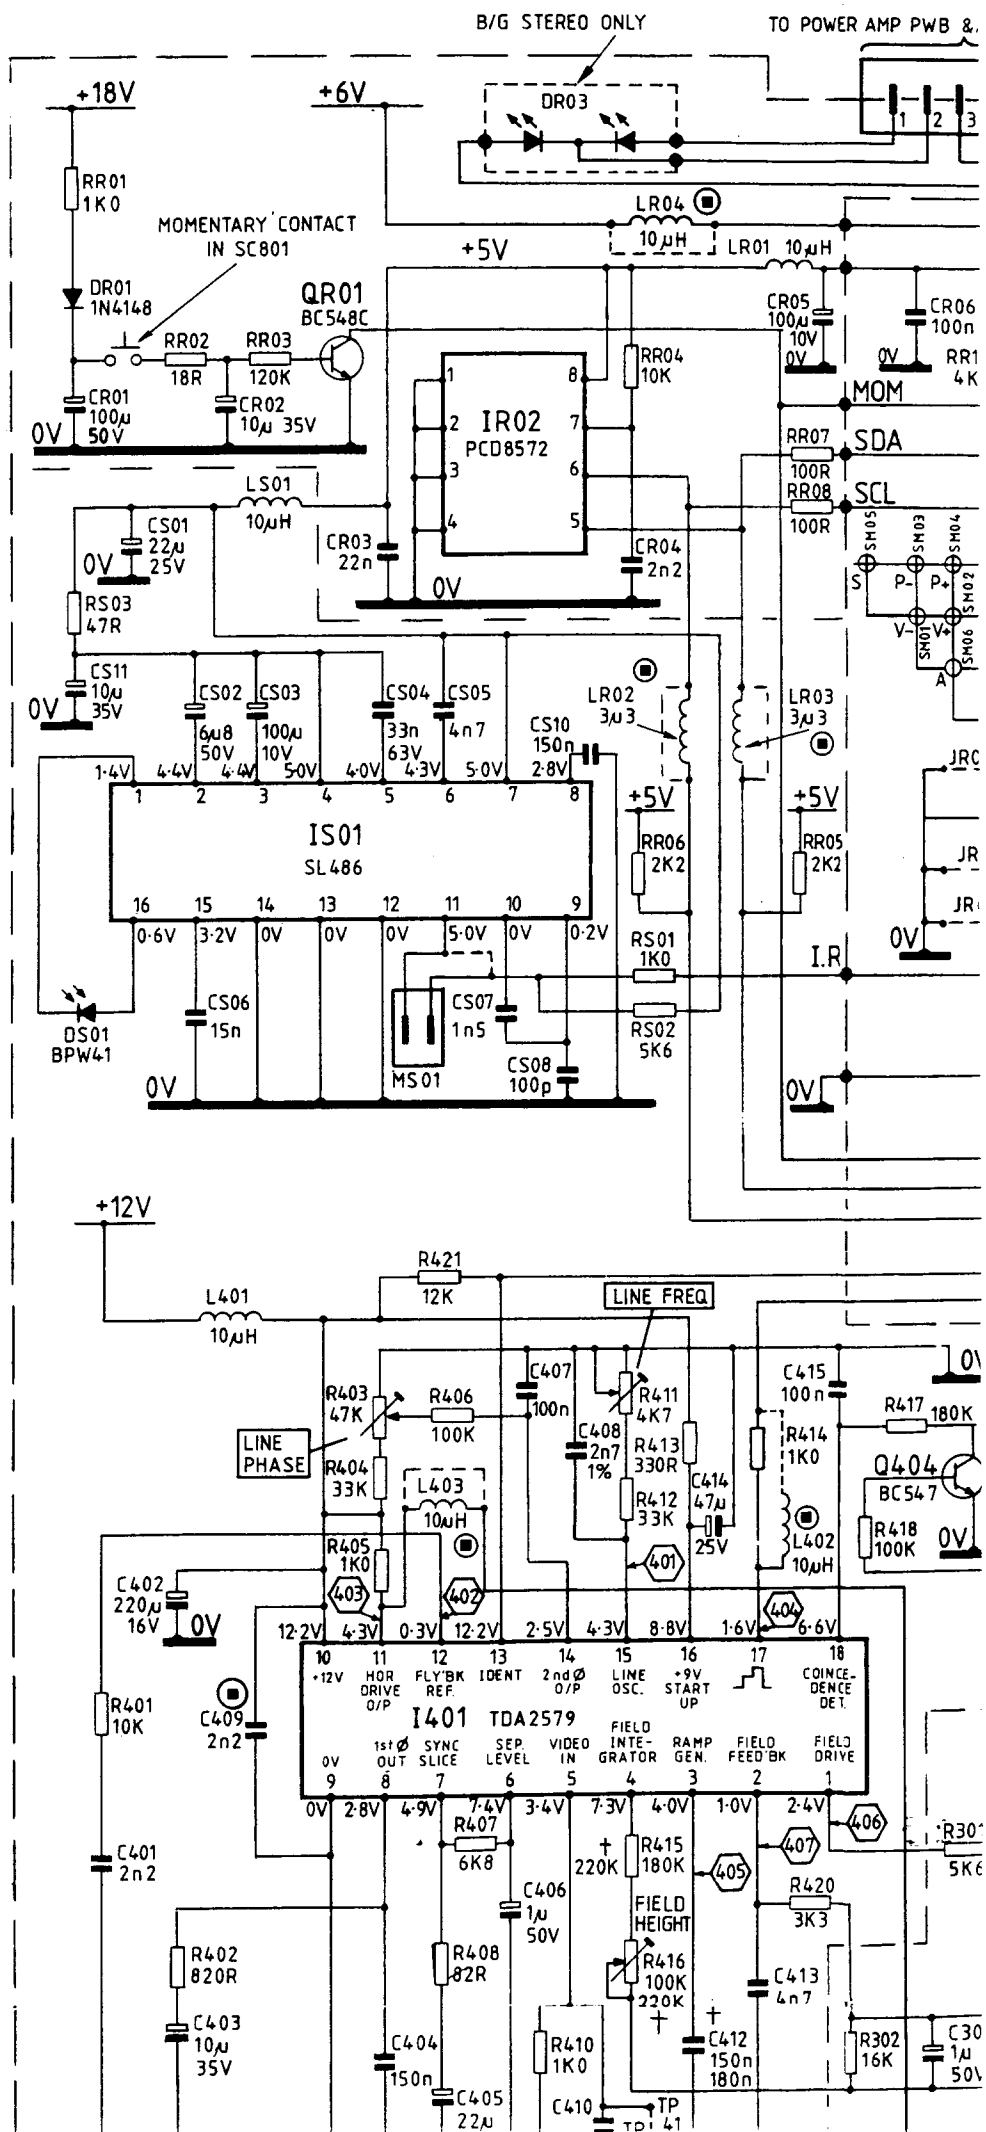 B/G STEREO ONLY
TO POWER AMP PWB &
+18V
+6V
DR03
1 2 3
RR01
1K0
MOMENTARY CONTACT
IN SC801
LR04
10µH
+5V
LR01 10µH
DR01
1N4148
QR01
BC548C
CR05
100µ
10V
0V
CR06
100n
0V
RR02
18R
RR03
120K
RR04
10K
RR1
4K
CR01
100µ
50V
0V
CR02
10µ 35V
1
2
3
4
IR02
PCD8572
8
7
6
5
MOM
SDA
SCL
RR07
100R
RR08
100R
LS01
10µH
CS01
22µ
25V
0V
CR03
22n
CR04
2n2
0V
SM05
SM03
SM04
SM02
SM01
SM06
S
P-
P+
V-
V+
A
RS03
47R
CS11
10µ
35V
0V
CS02
6µ8
50V
CS03
100µ
10V
CS04
33n
63V
CS05
4n7
CS10
150n
LR02
3µ3
LR03
3µ3
1·4V 4·4V 4·4V 5·0V 4·0V 4·3V 5·0V 2·8V
1 2 3 4 5 6 7 8
IS01
SL486
16 15 14 13 12 11 10 9
0·6V 3·2V 0V 0V 0V 5·0V 0V 0·2V
+5V
RR06
2K2
+5V
RR05
2K2
JR0
JR
JR
0V
RS01
1K0
I.R
RS02
5K6
DS01
BPW41
CS06
15n
MS01
CS07
1n5
CS08
100p
0V
0V
+12V
R421
12K
L401
10µH
LINE FREQ
0V
R403
47K
R406
100K
C407
100n
R411
4K7
C415
100n
R417
180K
LINE
PHASE
R404
33K
L403
10µH
C408
2n7
1%
R413
330R
R412
33K
C414
47µ
25V
R414
1K0
Q404
BC547
R405
1K0
L402
10µH
R418
100K
0V
C402
220µ
16V
0V
403
402
401
404
12·2V 4·3V 0·3V 12·2V 2·5V 4·3V 8·8V 1·6V 6·6V
10 11 12 13 14 15 16 17 18
+12V
HOR
DRIVE
O/P
FLY'BK
REF.
IDENT
2ndØ
O/P
LINE
OSC.
+9V
START
UP
COINCE-
DENCE
DET.
I401 TDA2579
0V
1stØ
OUT
SYNC
SLICE
SEP.
LEVEL
VIDEO
IN
FIELD
INTE-
GRATOR
RAMP
GEN.
FIELD
FEED'BK
FIELD
DRIVE
9 8 7 6 5 4 3 2 1
0V 2·8V 4·9V 7·4V 3·4V 7·3V 4·0V 1·0V 2·4V
R401
10K
C409
2n2
C401
2n2
R407
6K8
C406
1µ
50V
†
220K
R415
180K
405
407
406
R301
5K6
R420
3K3
FIELD
HEIGHT
R416
100K
220K
†
R402
820R
C403
10µ
35V
R408
82R
C413
4n7
C404
150n
C405
22µ
R410
1K0
C410
TP
41
TP
†
C412
150n
180n
R302
16K
C30
1µ
50V